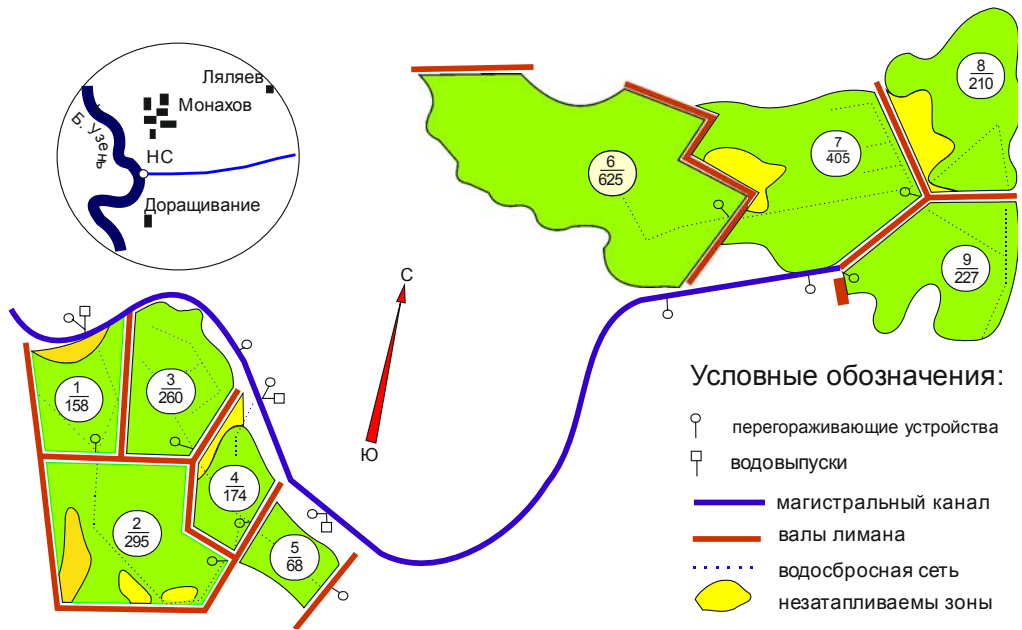 Ляляев
Монахов
Б. Узень
НС
Доращивание
С
Ю
1
158
2
295
3
260
4
174
5
68
6
625
7
405
8
210
9
227
Условные обозначения:
перегораживающие устройства
водовыпуски
магистральный канал
валы лимана
водосбросная сеть
незатапливаемы зоны